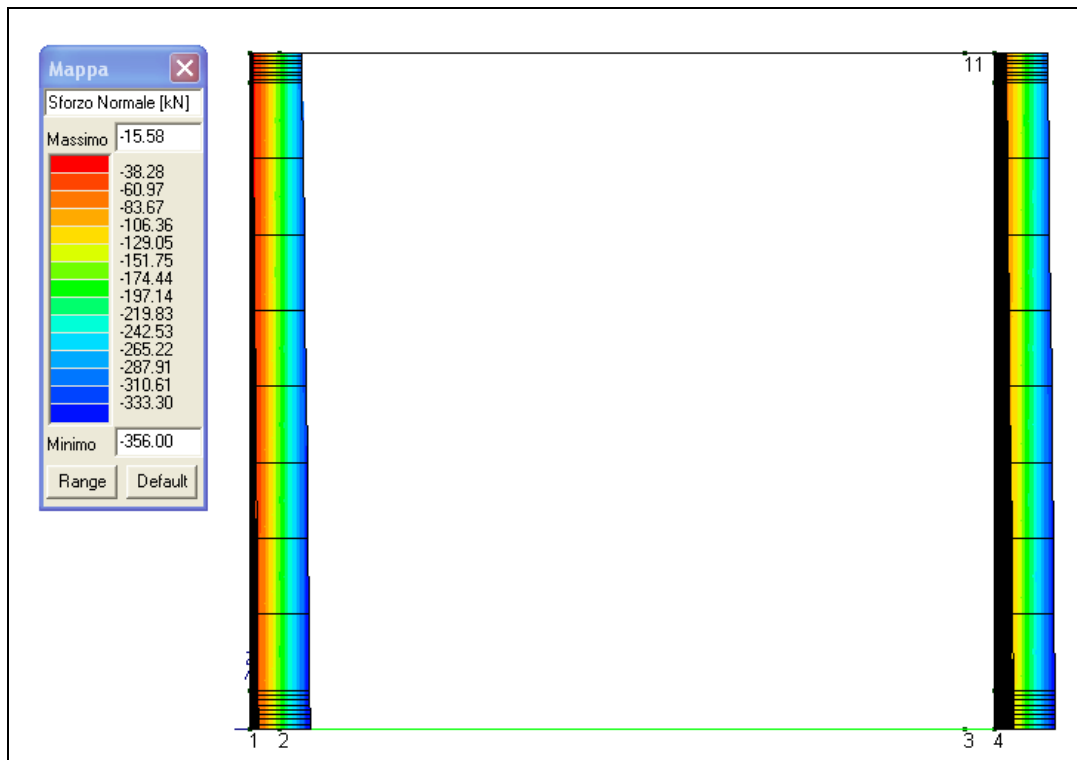 Mappa
Sforzo Normale [kN]
Massimo -15.58
-38.28
-60.97
-83.67
-106.36
-129.05
-151.75
-174.44
-197.14
-219.83
-242.53
-265.22
-287.91
-310.61
-333.30
Minimo -356.00
Range Default
11
1 2 3 4